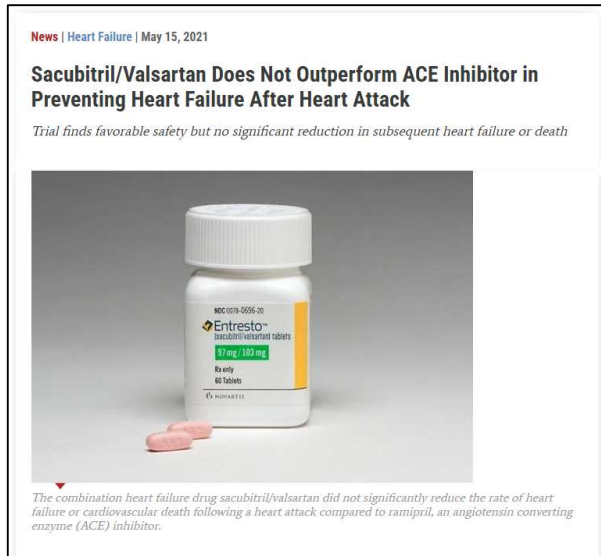 News | Heart Failure | May 15, 2021
Sacubitril/Valsartan Does Not Outperform ACE Inhibitor in
Preventing Heart Failure After Heart Attack
Trial finds favorable safety but no significant reduction in subsequent heart failure or death
NDC 0078-0696-20
Entresto™
(sacubitril/valsartan) tablets
97 mg / 103 mg
Rx only
60 Tablets
NOVARTIS
The combination heart failure drug sacubitril/valsartan did not significantly reduce the rate of heart
failure or cardiovascular death following a heart attack compared to ramipril, an angiotensin converting
enzyme (ACE) inhibitor.